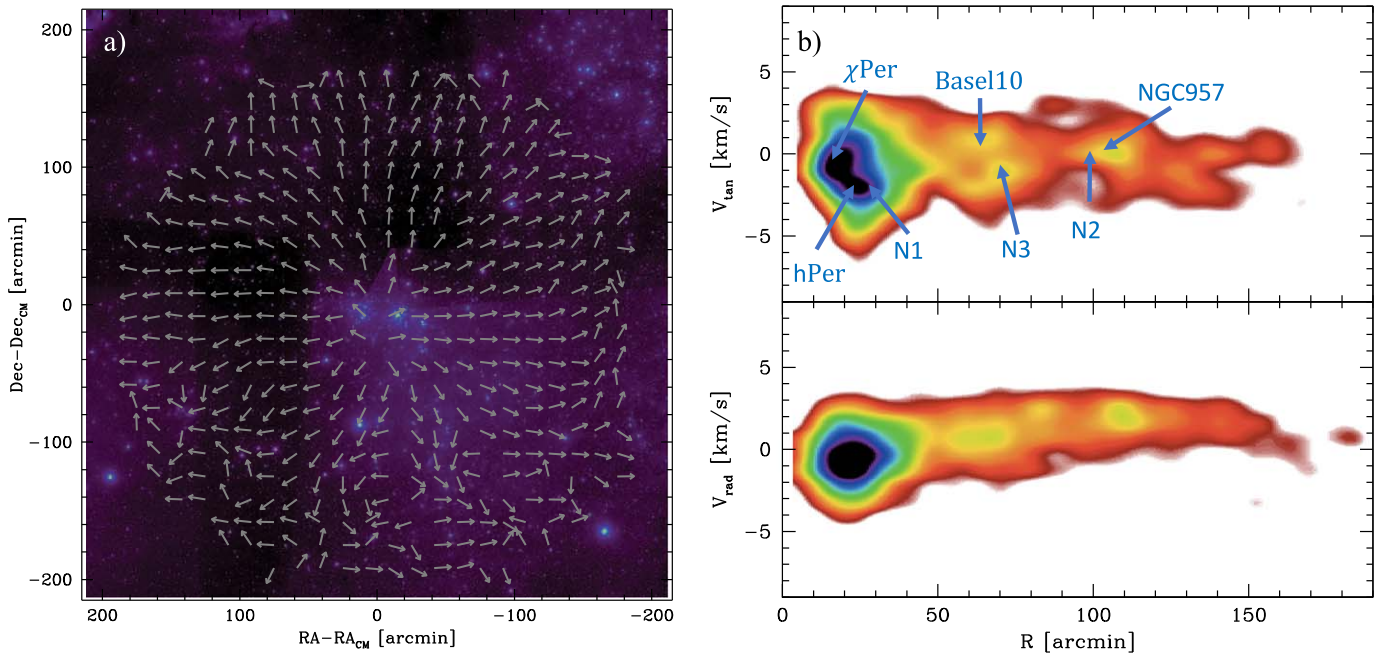 a)
200
100
0
-100
-200
Dec-Dec_CM [arcmin]
200
100
0
-100
-200
RA-RA_CM [arcmin]
b)
χPer
Basel10
NGC957
hPer
N1
N3
N2
5
0
-5
V_tan [km/s]
5
0
-5
V_rad [km/s]
0
50
100
150
R [arcmin]